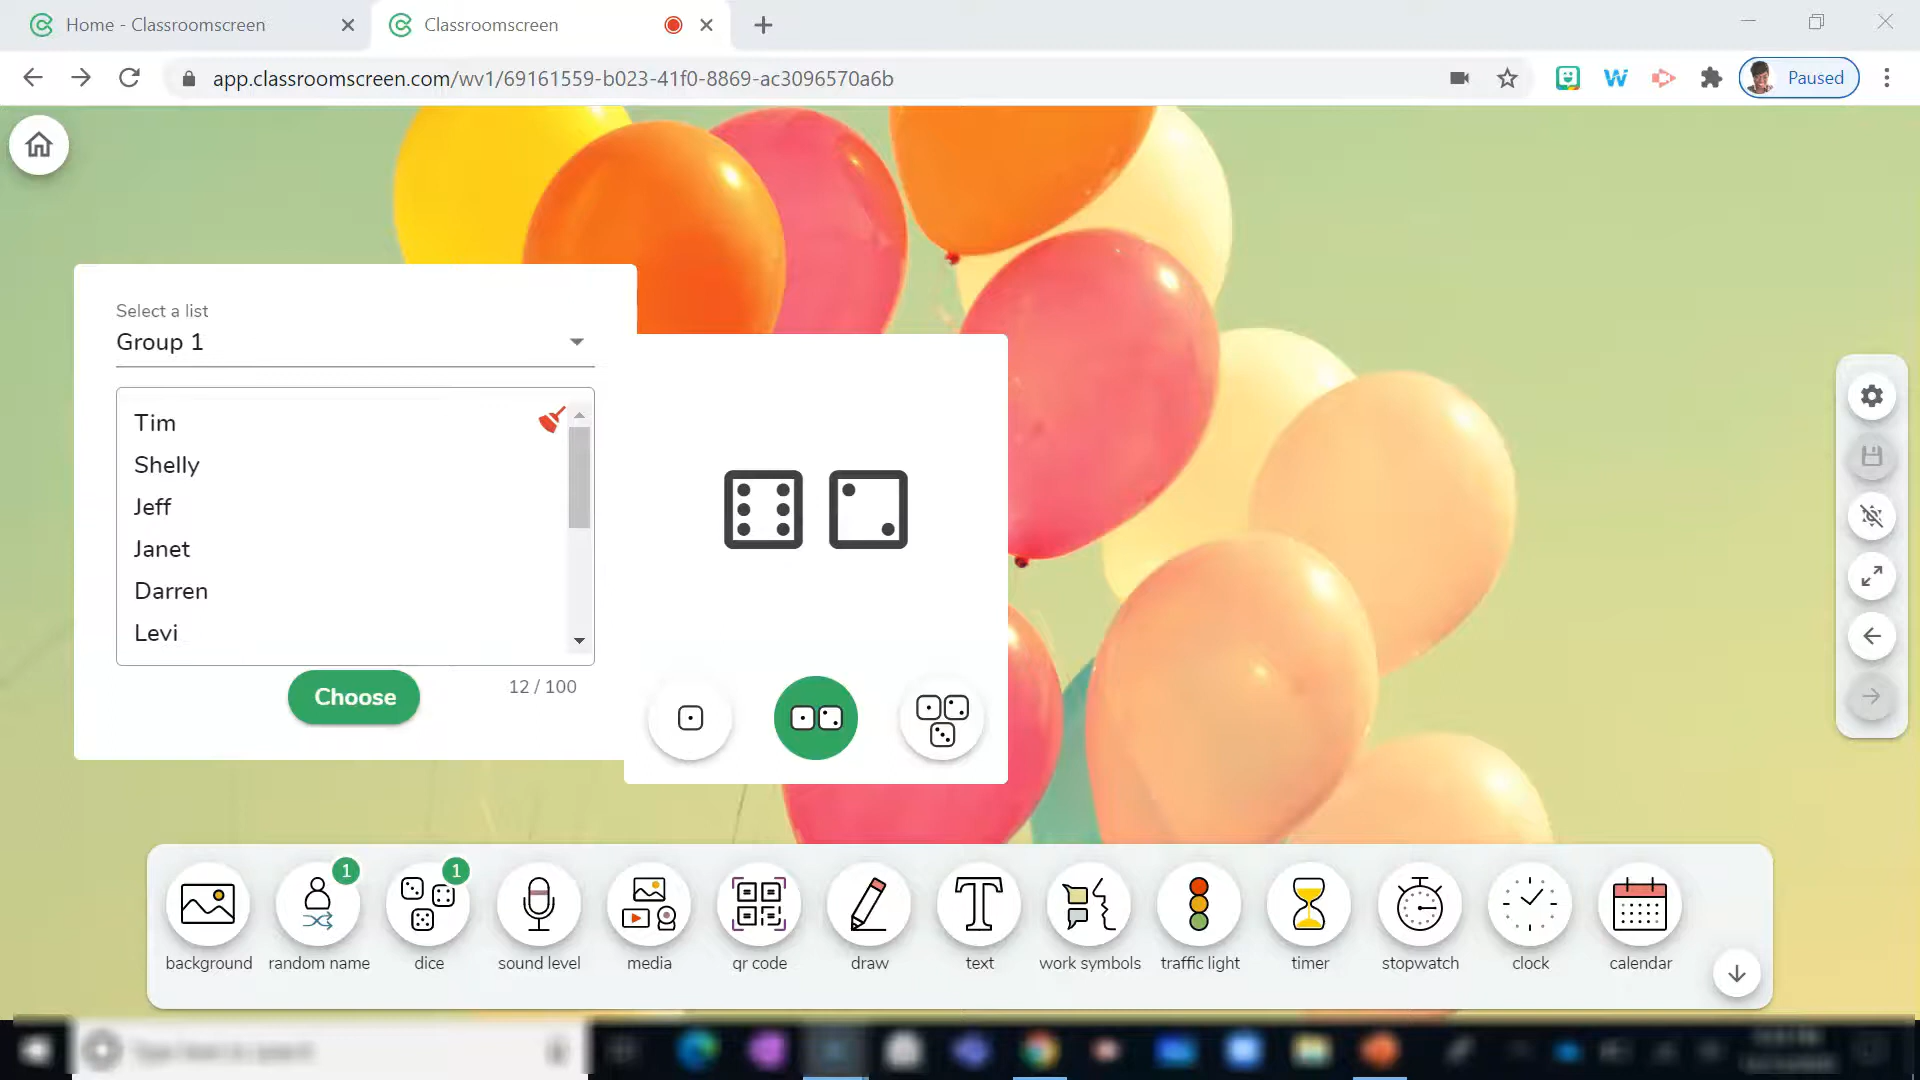 Home - Classroomscreen
Classroomscreen
app.classroomscreen.com/wv1/69161559-b023-41f0-8869-ac3096570a6b
Paused
Select a list
Group 1
Tim
Shelly
Jeff
Janet
Darren
Levi
Choose
12 / 100
1
1
background
random name
dice
sound level
media
qr code
draw
text
work symbols
traffic light
timer
stopwatch
clock
calendar